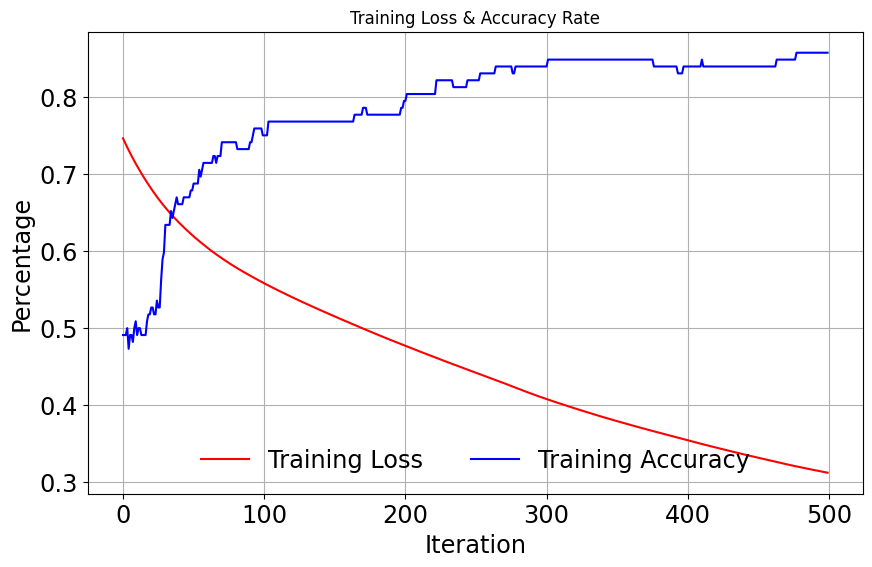 Training Loss & Accuracy Rate
Percentage
0.8
0.7
0.6
0.5
0.4
0.3
Training Loss
Training Accuracy
0 100 200 300 400 500
Iteration